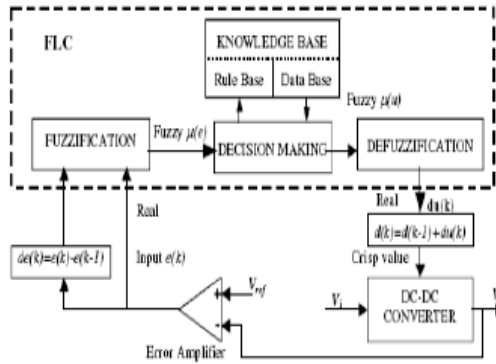 FLC
KNOWLEDGE BASE
Rule Base
Data Base
Fuzzy μ(u)
FUZZIFICATION
Fuzzy μ(e)
DECISION MAKING
DEFUZZIFICATION
Real
Real
du(k)
de(k)=e(k)-e(k-1)
Input e(k)
d(k)=d(k-1)+du(k)
Crisp value
Vref
+
-
Vi
DC-DC
CONVERTER
Error Amplifier